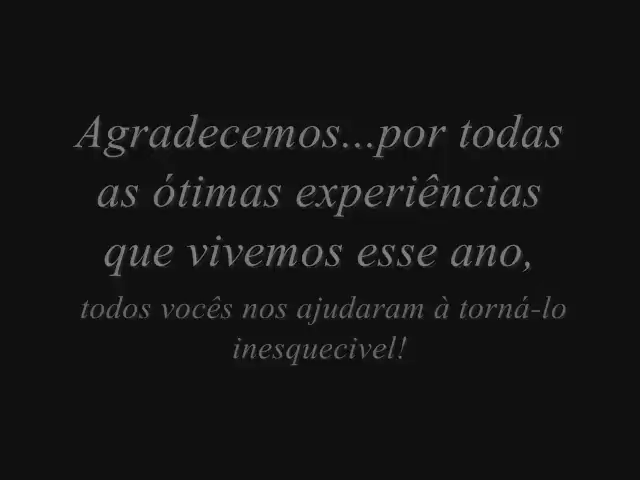 Agradecemos...por todas
as ótimas experiências
que vivemos esse ano,
todos vocês nos ajudaram à torná-lo
inesquecivel!